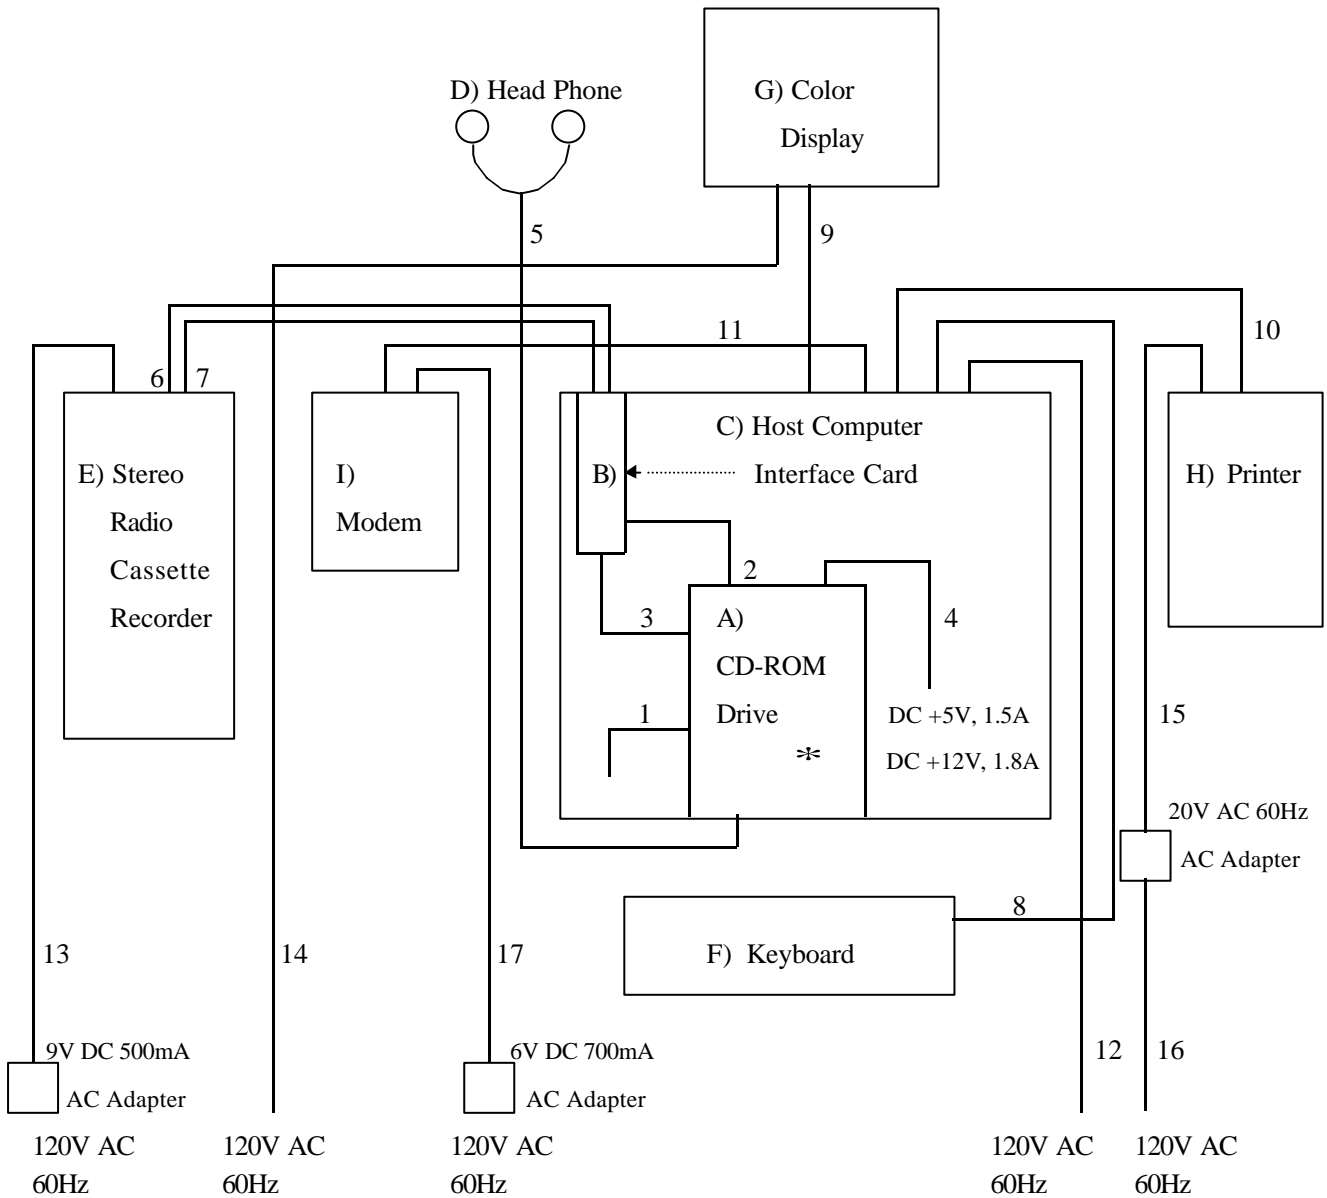 D) Head Phone
G) Color
Display
5
9
11
10
6
7
C) Host Computer
E) Stereo
Radio
Cassette
Recorder
I)
Modem
B)
Interface Card
H) Printer
2
3
A)
CD-ROM
Drive
*
4
1
DC +5V, 1.5A
DC +12V, 1.8A
15
20V AC 60Hz
AC Adapter
8
F) Keyboard
13
14
17
9V DC 500mA
AC Adapter
6V DC 700mA
AC Adapter
12
16
120V AC
60Hz
120V AC
60Hz
120V AC
60Hz
120V AC
60Hz
120V AC
60Hz